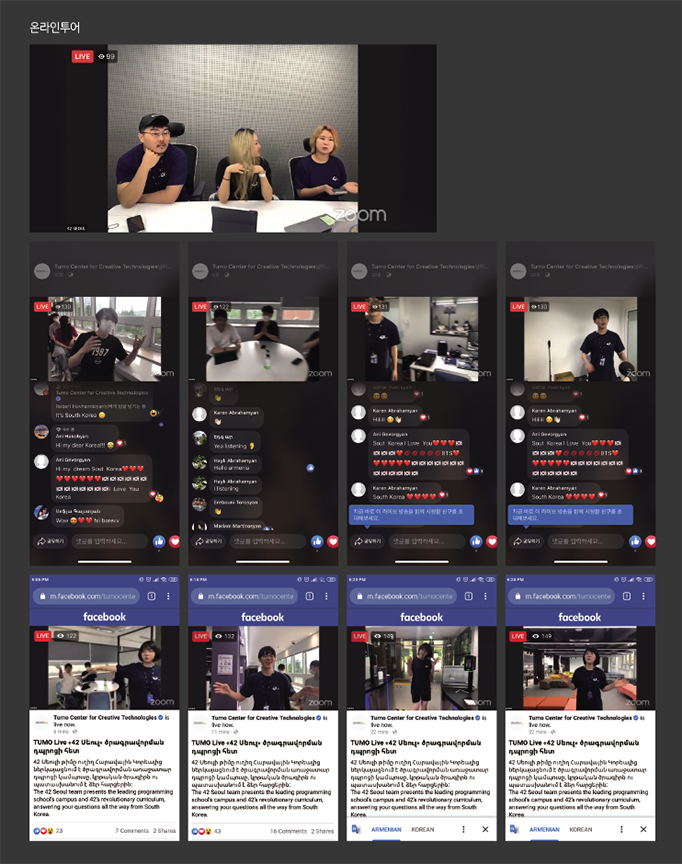 온라인투어
LIVE 99
zoom
42 SEOUL
Tumo Center for Creative Technologies
LIVE 130
zoom
Tumo Center for Creative Technologies
It's South Korea
Ani Hakobyan
Hi my dear Korea!!!
Ani Gevorgyan
Hi my dream Sout Korea
I Love You
Korea
공유하기 댓글을 입력하세요...
Tumo Center for Creative Technologies
LIVE 122
zoom
Karen Abrahamyan
Yea listening
Hayk Abrahamyan
Hello armenia
Hayk Abrahamyan
I listening
공유하기 댓글을 입력하세요...
Tumo Center for Creative Technologies
LIVE 131
zoom
Karen Abrahamyan
Ani Gevorgyan
Sout Korea I Love You
BTS
Karen Abrahamyan
South Korea
지금 바로 이 라이브 방송을 함께 시청할 친구를 초
대해보세요.
공유하기 댓글을 입력하세요...
Tumo Center for Creative Technologies
LIVE 130
zoom
Karen Abrahamyan
Ani Gevorgyan
Sout Korea I Love You
BTS
Karen Abrahamyan
South Korea
지금 바로 이 라이브 방송을 함께 시청할 친구를 초
대해보세요.
공유하기 댓글을 입력하세요...
m.facebook.com/tumocente
facebook
LIVE 122
zoom
Tumo Center for Creative Technologies is
live now.
6 mins
TUMO Live «42 Սեուլ» ծրագրավորման
դպրոցի հետ
42 Սեուլի թիմը ուղիղ Հարավային Կորեայից
ներկայացնում է ծրագրավորման առաջատար
դպրոցի կամպուսը, կրթական ծրագիրն ու
պատասխանում է ձեր հարցերին:
The 42 Seoul team presents the leading programming
school's campus and 42's revolutionary curriculum,
answering your questions all the way from South
Korea.
23 7 Comments 2 Shares
m.facebook.com/tumocente
facebook
LIVE 132
zoom
Tumo Center for Creative Technologies is
live now.
11 mins
TUMO Live «42 Սեուլ» ծրագրավորման
դպրոցի հետ
42 Սեուլի թիմը ուղիղ Հարավային Կորեայից
ներկայացնում է ծրագրավորման առաջատար
դպրոցի կամպուսը, կրթական ծրագիրն ու
պատասխանում է ձեր հարցերին:
The 42 Seoul team presents the leading programming
school's campus and 42's revolutionary curriculum,
answering your questions all the way from South
Korea.
43 16 Comments 2 Shares
m.facebook.com/tumocente
facebook
LIVE 149
zoom
Tumo Center for Creative Technologies is
live now.
22 mins
TUMO Live «42 Սեուլ» ծրագրավորման
դպրոցի հետ
42 Սեուլի թիմը ուղիղ Հարավային Կորեայից
ներկայացնում է ծրագրավորման առաջատար
դպրոցի կամպուսը, կրթական ծրագիրն ու
պատասխանում է ձեր հարցերին:
The 42 Seoul team presents the leading programming
school's campus and 42's revolutionary curriculum,
answering your questions all the way from South
Korea.
ARMENIAN KOREAN
m.facebook.com/tumocente
facebook
LIVE 149
zoom
Tumo Center for Creative Technologies is
live now.
22 mins
TUMO Live «42 Սեուլ» ծրագրավորման
դպրոցի հետ
42 Սեուլի թիմը ուղիղ Հարավային Կորեայից
ներկայացնում է ծրագրավորման առաջատար
դպրոցի կամպուսը, կրթական ծրագիրն ու
պատասխանում է ձեր հարցերին:
The 42 Seoul team presents the leading programming
school's campus and 42's revolutionary curriculum,
answering your questions all the way from South
Korea.
ARMENIAN KOREAN